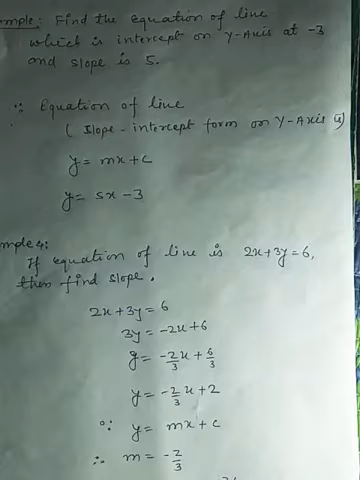 mple: Find the equation of line
which is intercept on Y-Axis at -3
and slope is 5.
∵ Equation of line
( Slope-intercept form on Y-Axis
y = mx + c
y = 5x - 3
mple 4:
If equation of line is 2x+3y=6,
then find slope.
2x+3y = 6
3y = -2x+6
y = -2/3 x + 6/3
y = -2/3 x + 2
∵ y = mx + c
∴ m = -2/3